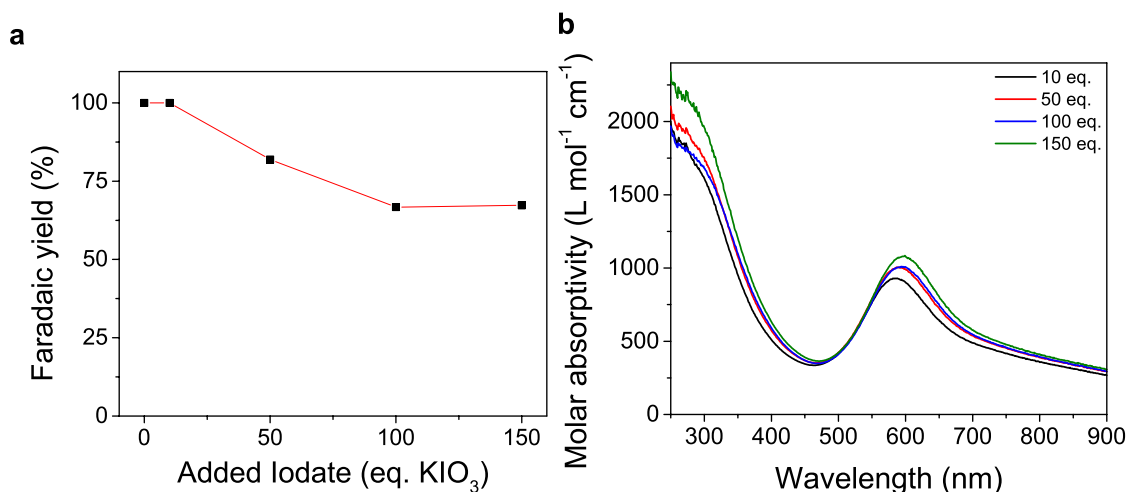 a
Faradaic yield (%)
100
75
50
25
0
0 50 100 150
Added Iodate (eq. KIO₃)
b
Molar absorptivity (L mol⁻¹ cm⁻¹)
2000
1500
1000
500
0
10 eq.
50 eq.
100 eq.
150 eq.
300 400 500 600 700 800 900
Wavelength (nm)